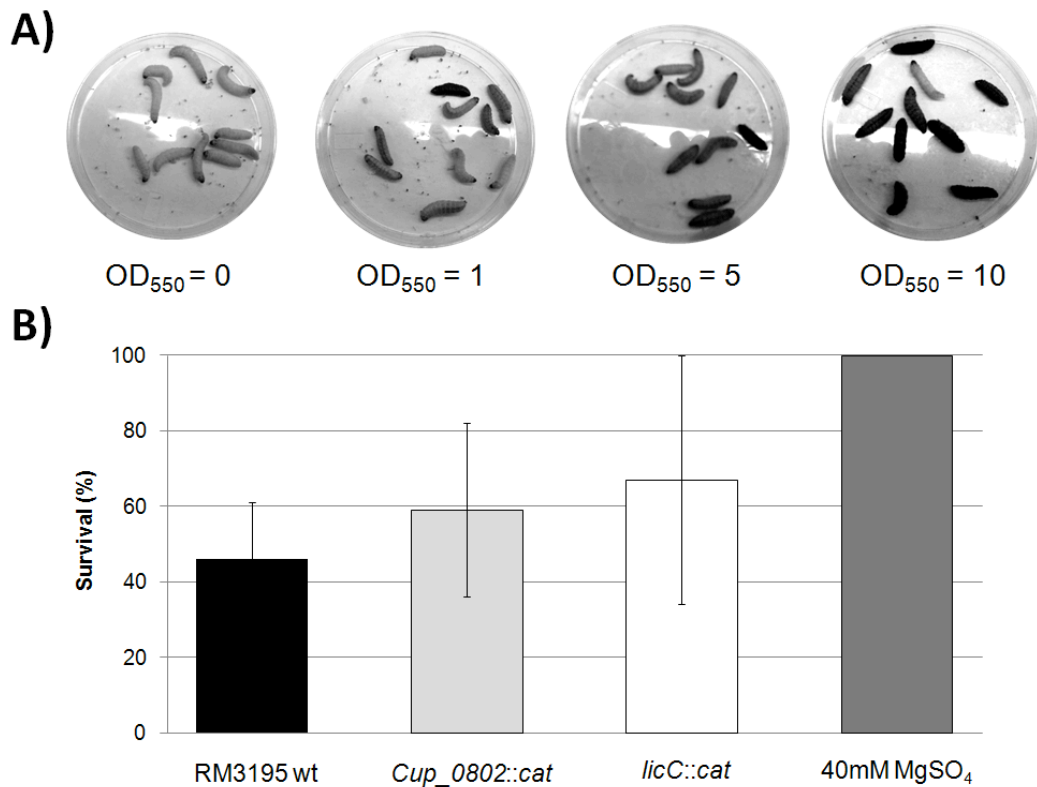 A)
OD₅₅₀ = 0 OD₅₅₀ = 1 OD₅₅₀ = 5 OD₅₅₀ = 10
B)
Survival (%)
100
80
60
40
20
0
RM3195 wt Cup_0802::cat licC::cat 40mM MgSO₄